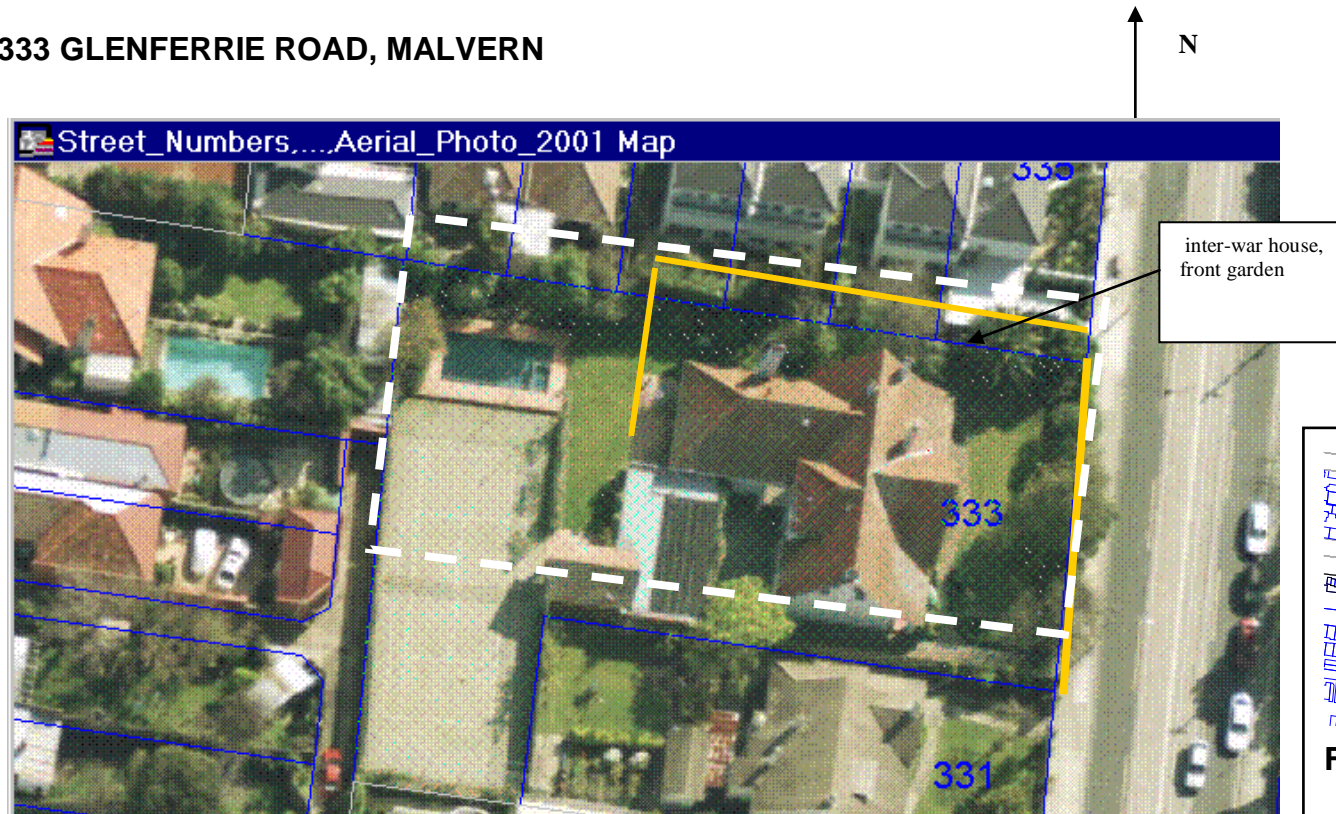 333 GLENFERRIE ROAD, MALVERN
N
Street_Numbers,...,Aerial_Photo_2001 Map
335
inter-war house,
front garden
333
331